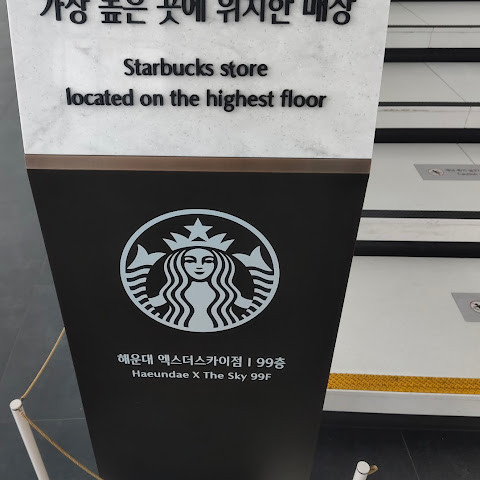 가장 높은 곳에 위치한 매장
Starbucks store
located on the highest floor
해운대 엑스더스카이점 | 99층
Haeundae X The Sky 99F